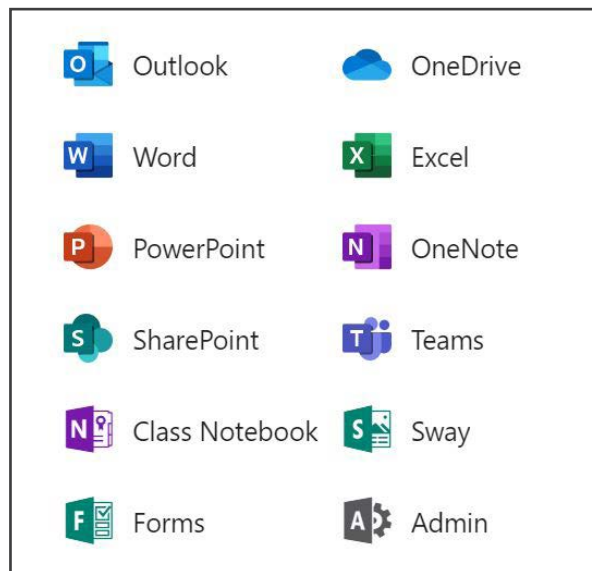 O Outlook OneDrive
W Word X Excel
P PowerPoint N OneNote
S SharePoint T Teams
N Class Notebook S Sway
F Forms A Admin